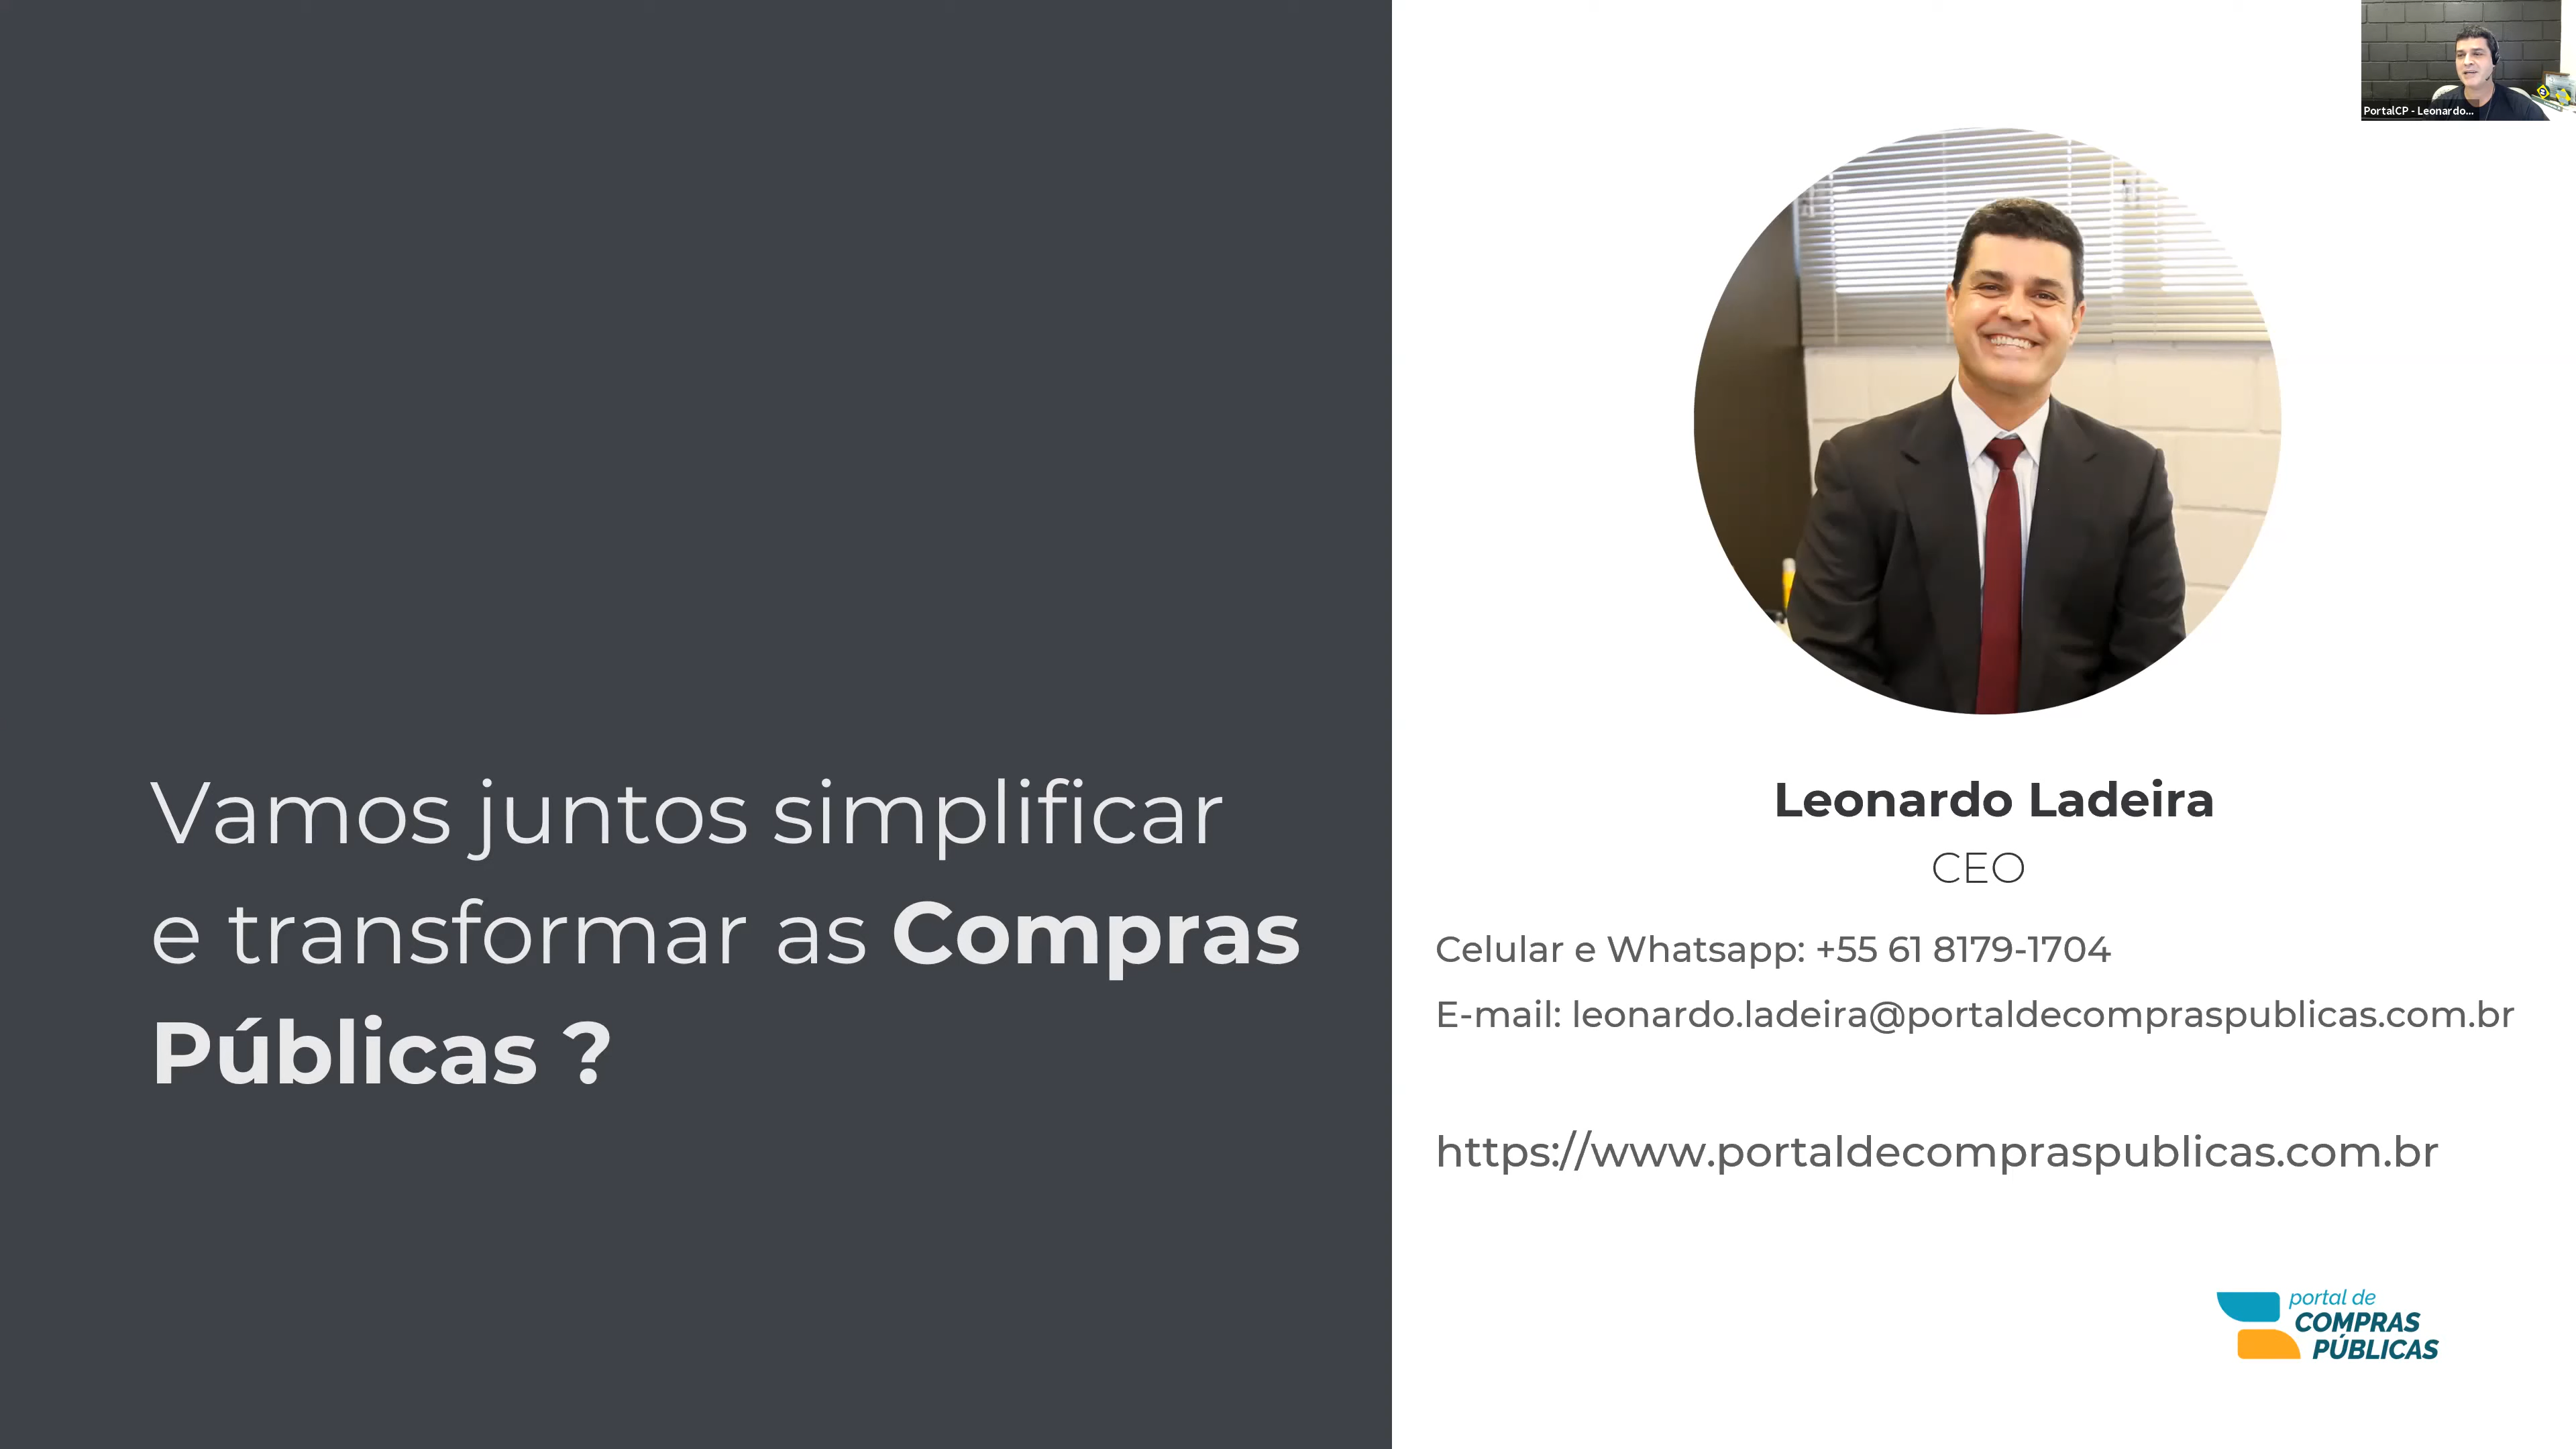 PortalCP - Leonardo...
Vamos juntos simplificar
e transformar as Compras
Públicas ?
Leonardo Ladeira
CEO
Celular e Whatsapp: +55 61 8179-1704
E-mail: leonardo.ladeira@portaldecompraspublicas.com.br
https://www.portaldecompraspublicas.com.br
portal de
COMPRAS
PÚBLICAS